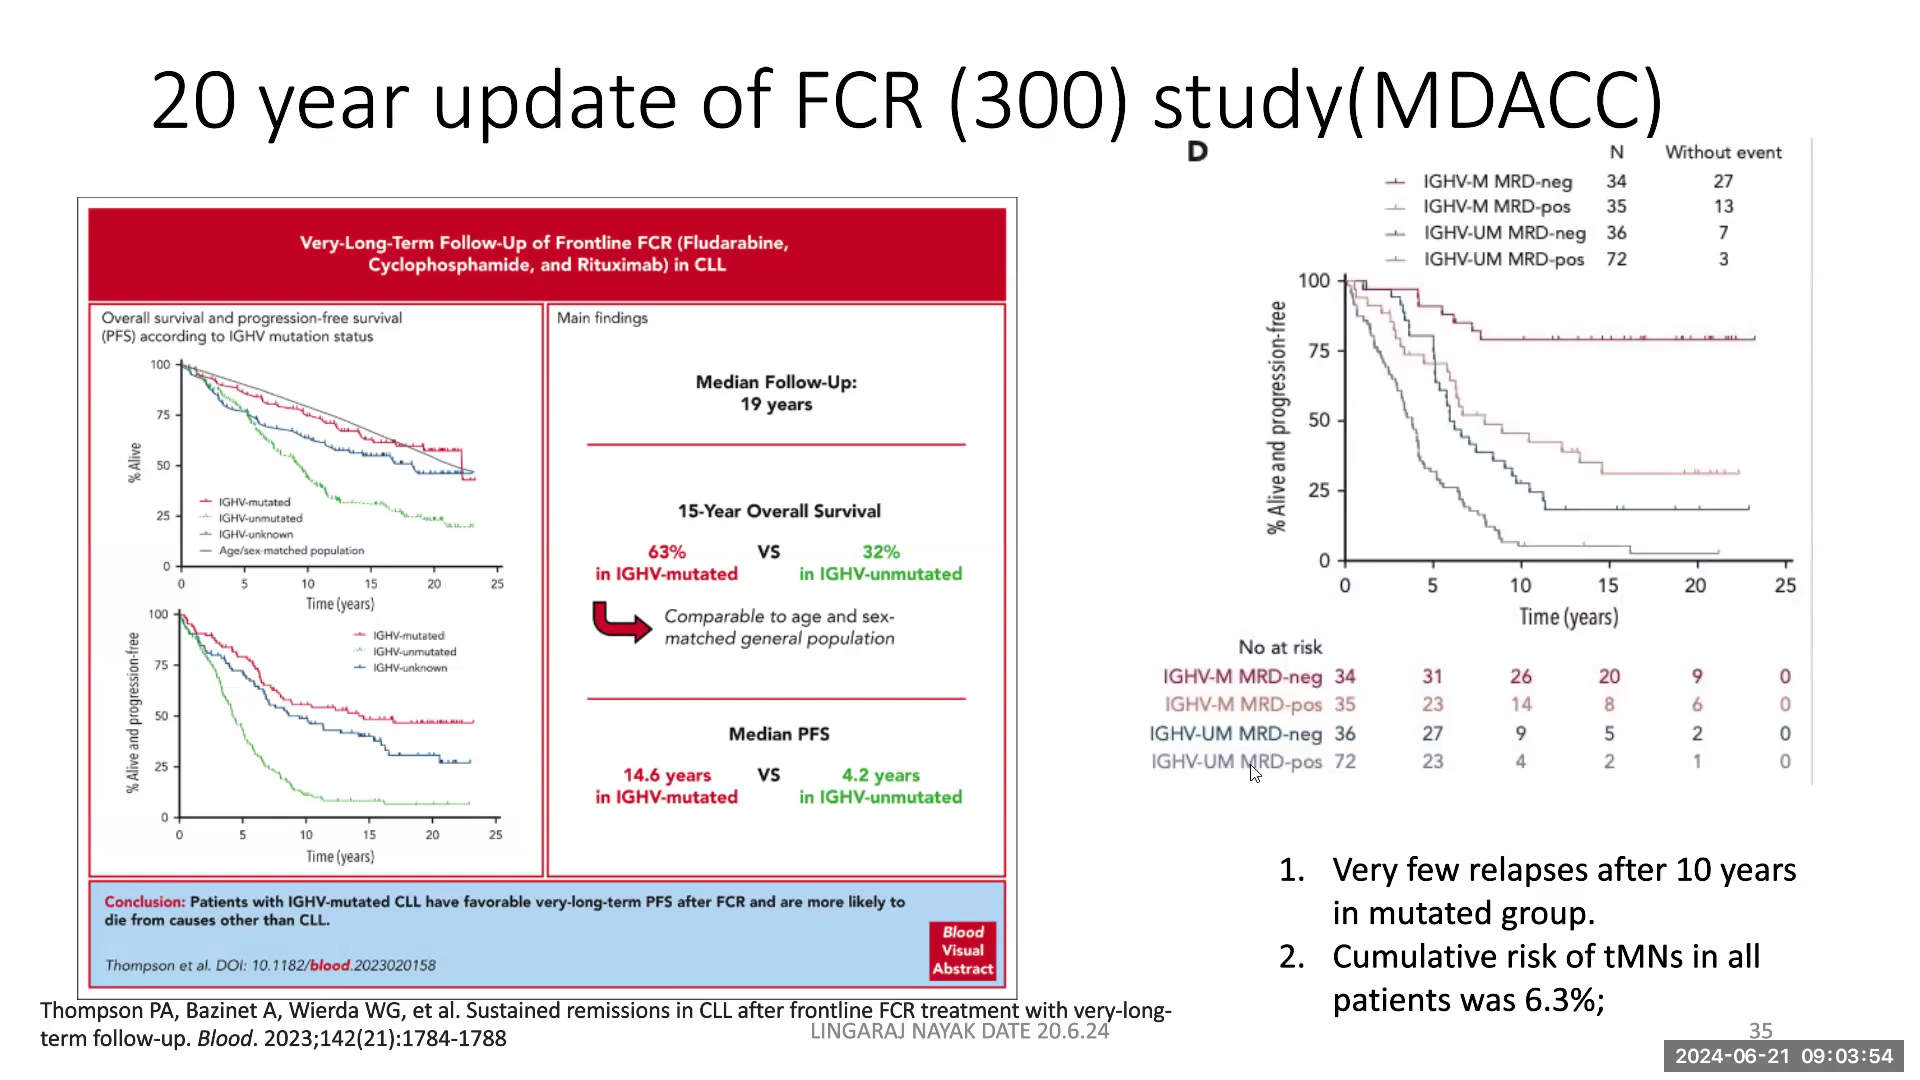 20 year update of FCR (300) study(MDACC)
Very-Long-Term Follow-Up of Frontline FCR (Fludarabine,
Cyclophosphamide, and Rituximab) in CLL
Overall survival and progression-free survival
(PFS) according to IGHV mutation status
100
75
50
25
0
% Alive
IGHV-mutated
IGHV-unmutated
IGHV-unknown
Age/sex-matched population
0 5 10 15 20 25
Time (years)
100
75
50
25
0
% Alive and progression-free
IGHV-mutated
IGHV-unmutated
IGHV-unknown
0 5 10 15 20 25
Time (years)
Main findings
Median Follow-Up:
19 years
15-Year Overall Survival
63% VS 32%
in IGHV-mutated in IGHV-unmutated
Comparable to age and sex-
matched general population
Median PFS
14.6 years VS 4.2 years
in IGHV-mutated in IGHV-unmutated
Conclusion: Patients with IGHV-mutated CLL have favorable very-long-term PFS after FCR and are more likely to
die from causes other than CLL.
Thompson et al. DOI: 10.1182/blood.2023020158
Blood
Visual
Abstract
D
N Without event
IGHV-M MRD-neg 34 27
IGHV-M MRD-pos 35 13
IGHV-UM MRD-neg 36 7
IGHV-UM MRD-pos 72 3
100
75
50
25
0
% Alive and progression-free
0 5 10 15 20 25
Time (years)
No at risk
IGHV-M MRD-neg 34 31 26 20 9 0
IGHV-M MRD-pos 35 23 14 8 6 0
IGHV-UM MRD-neg 36 27 9 5 2 0
IGHV-UM MRD-pos 72 23 4 2 1 0
1. Very few relapses after 10 years
in mutated group.
2. Cumulative risk of tMNs in all
patients was 6.3%;
Thompson PA, Bazinet A, Wierda WG, et al. Sustained remissions in CLL after frontline FCR treatment with very-long-
term follow-up. Blood. 2023;142(21):1784-1788
LINGARAJ NAYAK DATE 20.6.24
35
2024-06-21 09:03:54